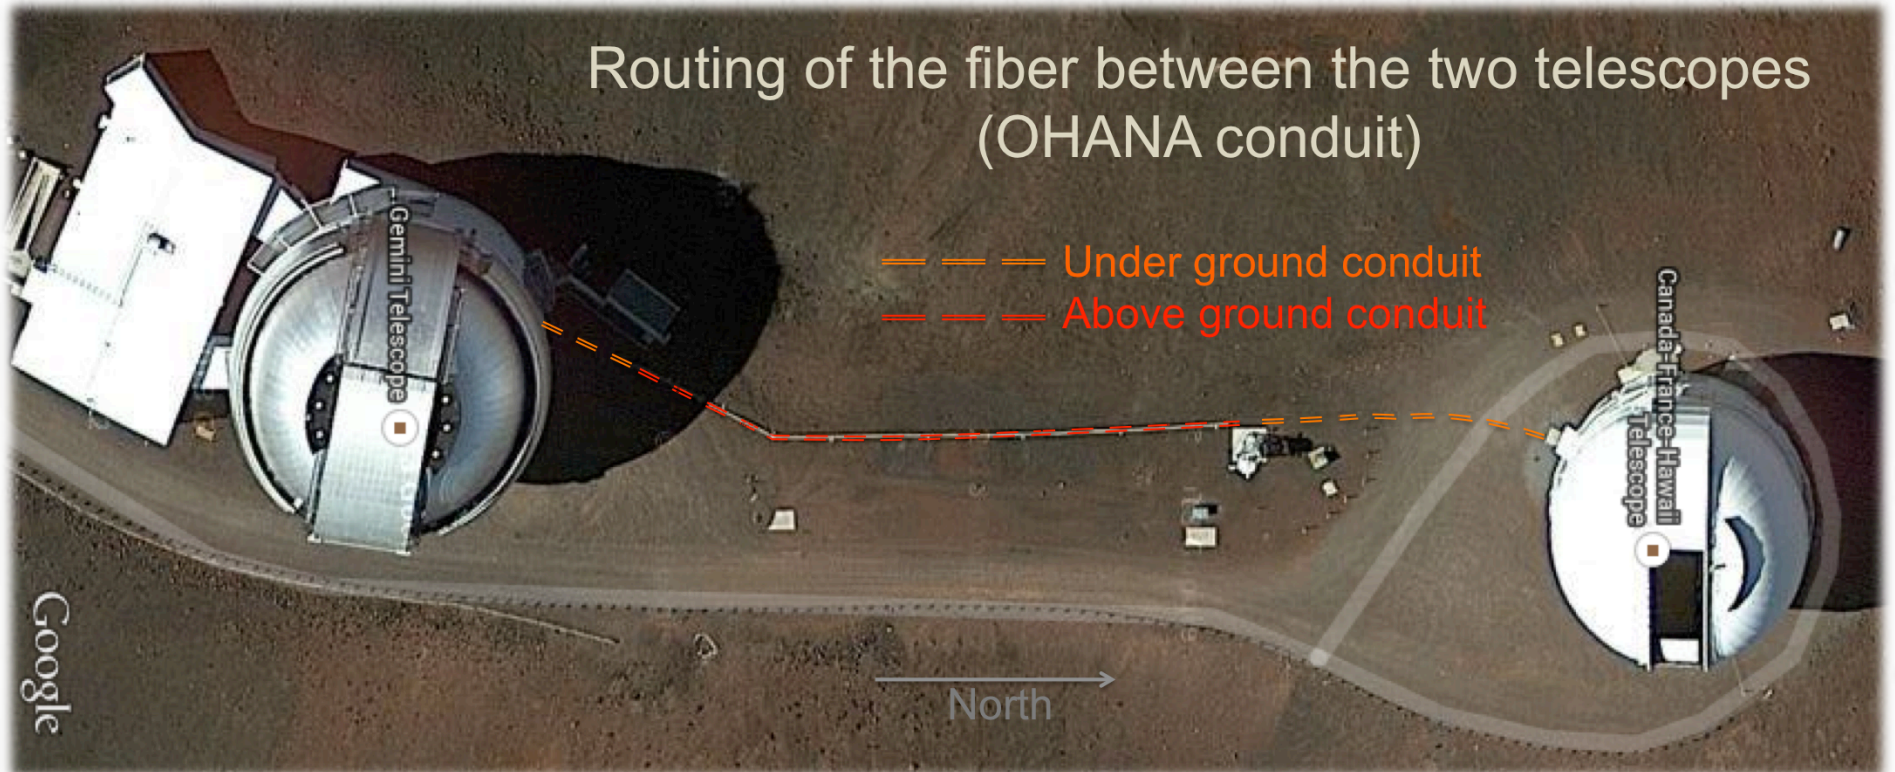 Routing of the fiber between the two telescopes
(OHANA conduit)
Under ground conduit
Above ground conduit
Gemini Telescope
Canada-France-Hawaii
Telescope
North
Google